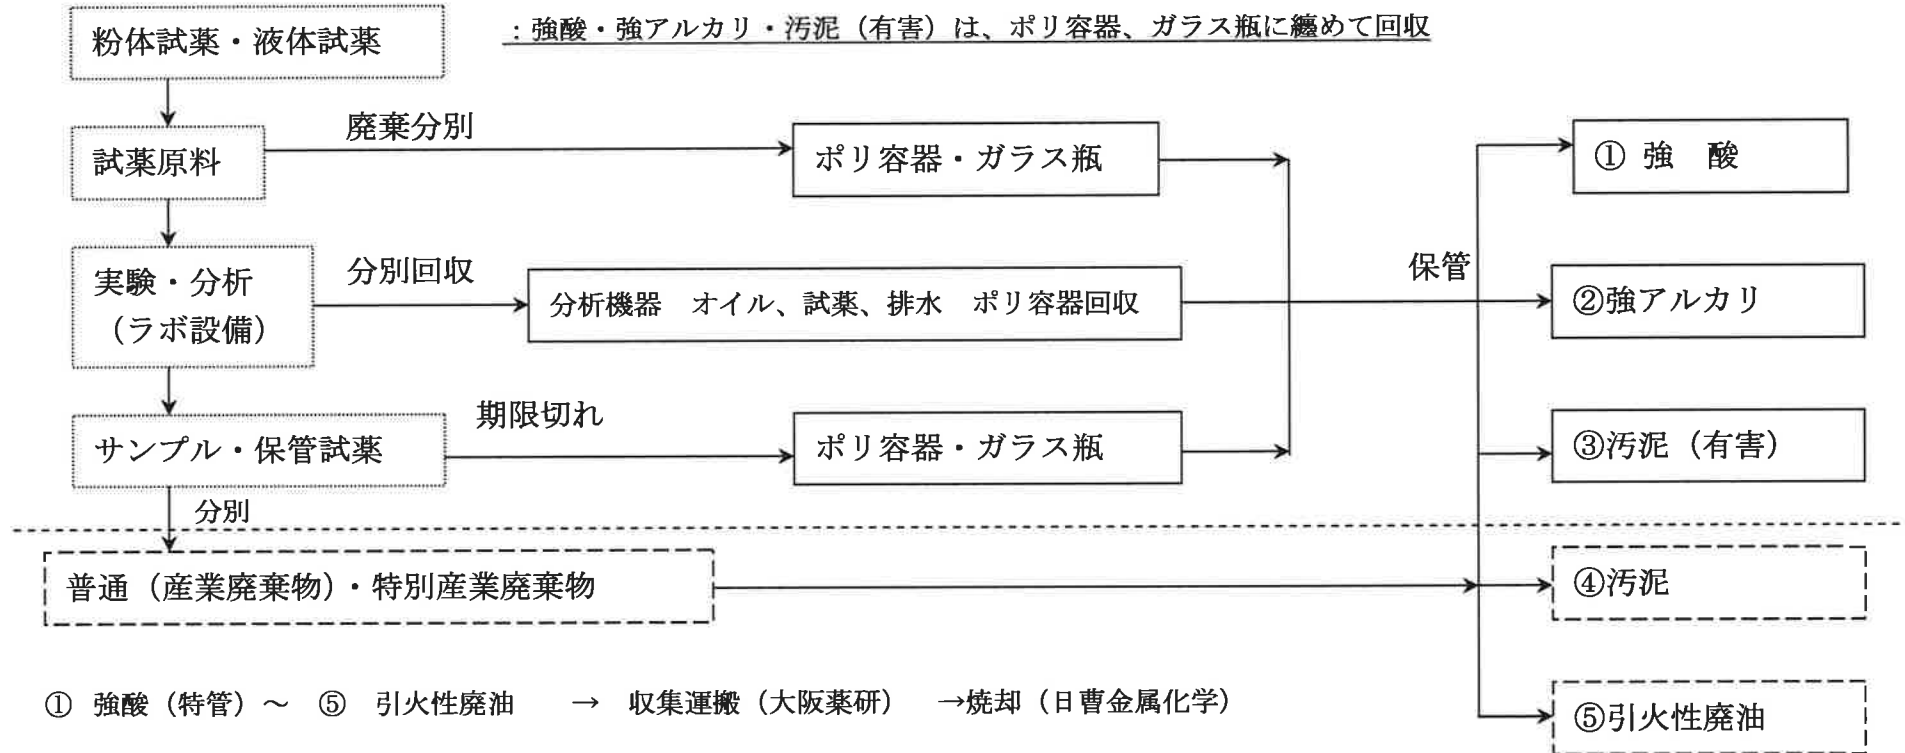 粉体試薬・液体試薬
：強酸・強アルカリ・汚泥（有害）は、ポリ容器、ガラス瓶に纏めて回収
試薬原料
廃棄分別
ポリ容器・ガラス瓶
① 強　酸
実験・分析
（ラボ設備）
分別回収
分析機器　オイル、試薬、排水　ポリ容器回収
保管
②強アルカリ
サンプル・保管試薬
期限切れ
ポリ容器・ガラス瓶
③汚泥（有害）
分別
普通（産業廃棄物）・特別産業廃棄物
④汚泥
① 強酸（特管）～ ⑤ 引火性廃油　→　収集運搬（大阪薬研）　→焼却（日曹金属化学）
⑤引火性廃油